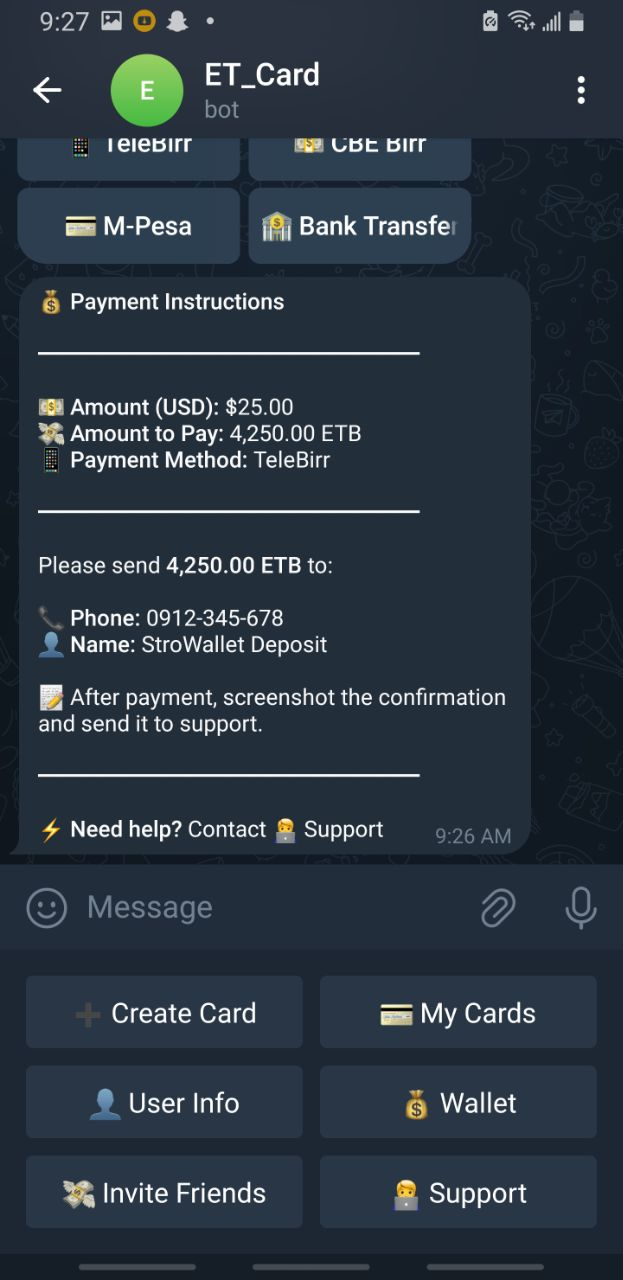 9:27
E
ET_Card
bot
TeleBirr
CBE Birr
M-Pesa
Bank Transfer
Payment Instructions
Amount (USD): $25.00
Amount to Pay: 4,250.00 ETB
Payment Method: TeleBirr
Please send 4,250.00 ETB to:
Phone: 0912-345-678
Name: StroWallet Deposit
After payment, screenshot the confirmation
and send it to support.
Need help? Contact Support
9:26 AM
Message
Create Card
My Cards
User Info
Wallet
Invite Friends
Support